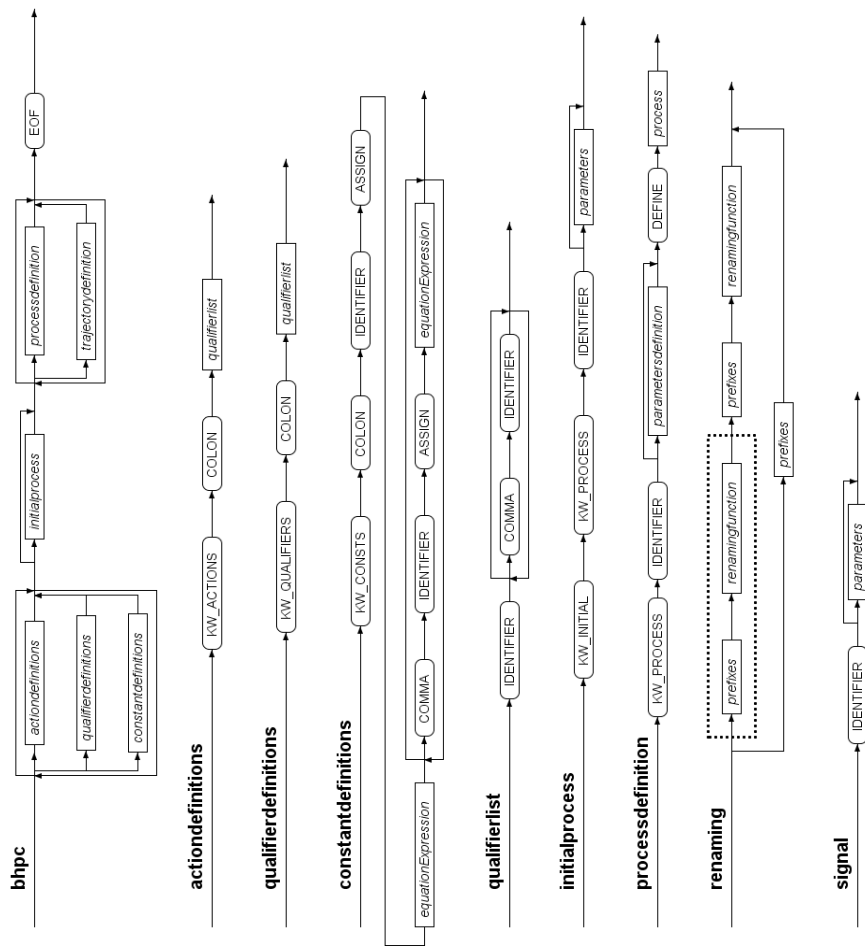 bhpc
actiondefinitions
qualifierdefinitions
constantdefinitions
initialprocess
processdefinition
trajectorydefinition
EOF
actiondefinitions
KW_ACTIONS COLON qualifierlist
qualifierdefinitions
KW_QUALIFIERS COLON qualifierlist
constantdefinitions
KW_CONSTS COLON IDENTIFIER ASSIGN
equationExpression COMMA IDENTIFIER ASSIGN equationExpression
qualifierlist
IDENTIFIER COMMA IDENTIFIER
initialprocess
KW_INITIAL KW_PROCESS IDENTIFIER parameters
processdefinition
KW_PROCESS IDENTIFIER parametersdefinition DEFINE process
renaming
prefixes renamingfunction prefixes renamingfunction
prefixes
signal
IDENTIFIER parameters